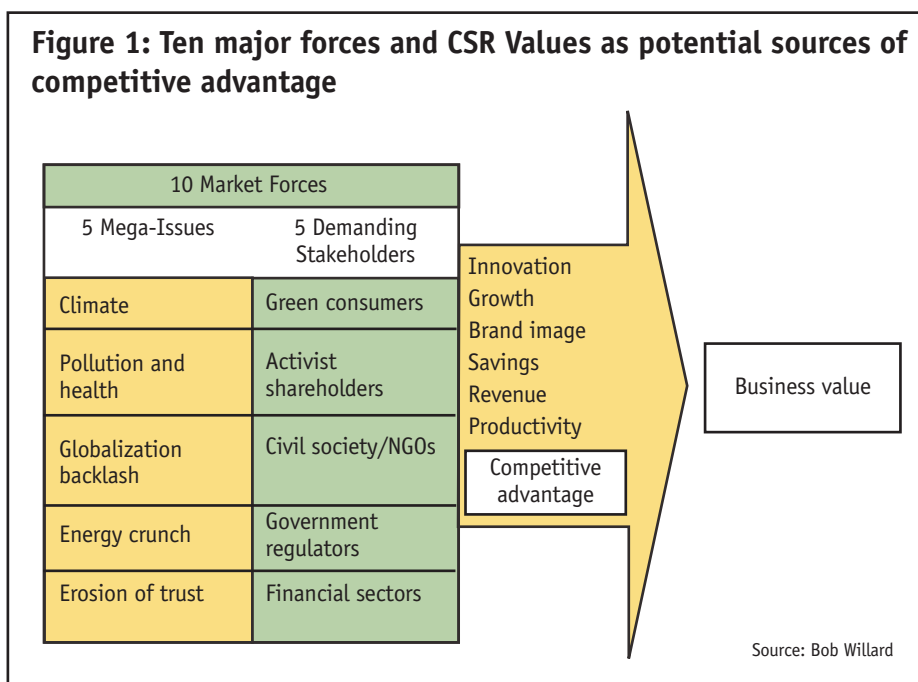 Figure 1: Ten major forces and CSR Values as potential sources of
competitive advantage
10 Market Forces
5 Mega-Issues
5 Demanding
Stakeholders
Climate
Green consumers
Pollution and
health
Activist
shareholders
Globalization
backlash
Civil society/NGOs
Energy crunch
Government
regulators
Erosion of trust
Financial sectors
Innovation
Growth
Brand image
Savings
Revenue
Productivity
Competitive
advantage
Business value
Source: Bob Willard